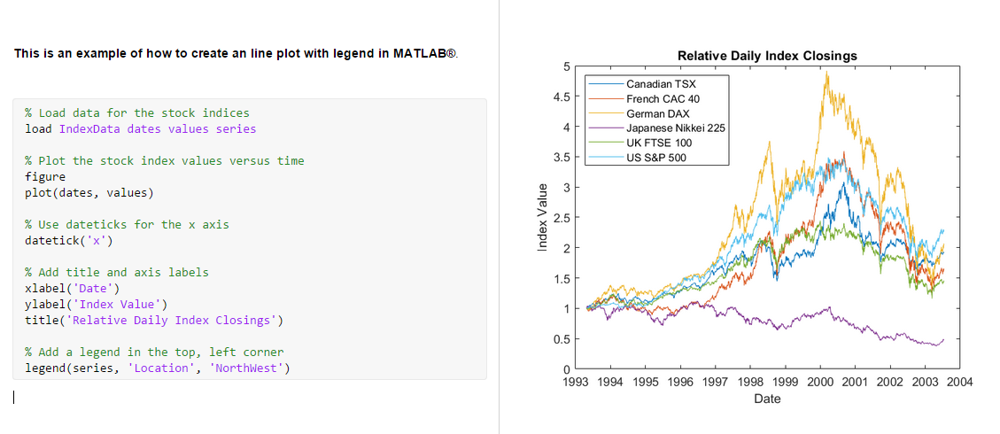 This is an example of how to create an line plot with legend in MATLAB®.
% Load data for the stock indices
load IndexData dates values series
% Plot the stock index values versus time
figure
plot(dates, values)
% Use dateticks for the x axis
datetick('x')
% Add title and axis labels
xlabel('Date')
ylabel('Index Value')
title('Relative Daily Index Closings')
% Add a legend in the top, left corner
legend(series, 'Location', 'NorthWest')
Relative Daily Index Closings
Canadian TSX
French CAC 40
German DAX
Japanese Nikkei 225
UK FTSE 100
US S&P 500
Index Value
5
4.5
4
3.5
3
2.5
2
1.5
1
0.5
0
1993 1994 1995 1996 1997 1998 1999 2000 2001 2002 2003 2004
Date